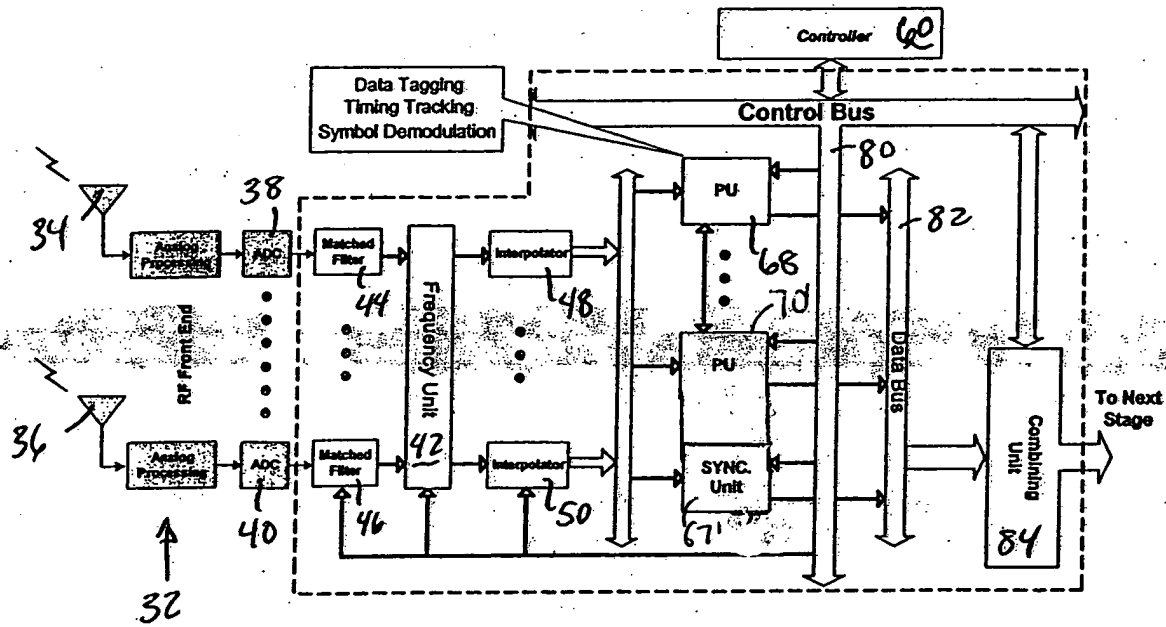 Controller 60
Data Tagging
Timing Tracking
Symbol Demodulation
Control Bus
80
34
38
Analog
Processing
ADC
Matched
Filter
44
Frequency Unit
42
Interpolator
48
PU
68
82
70'
PU
Data Bus
RF Front End
36
Analog
Processing
ADC
40
Matched
Filter
46
Interpolator
50
SYNC.
Unit
67'
Combining
Unit
84
To Next
Stage
32